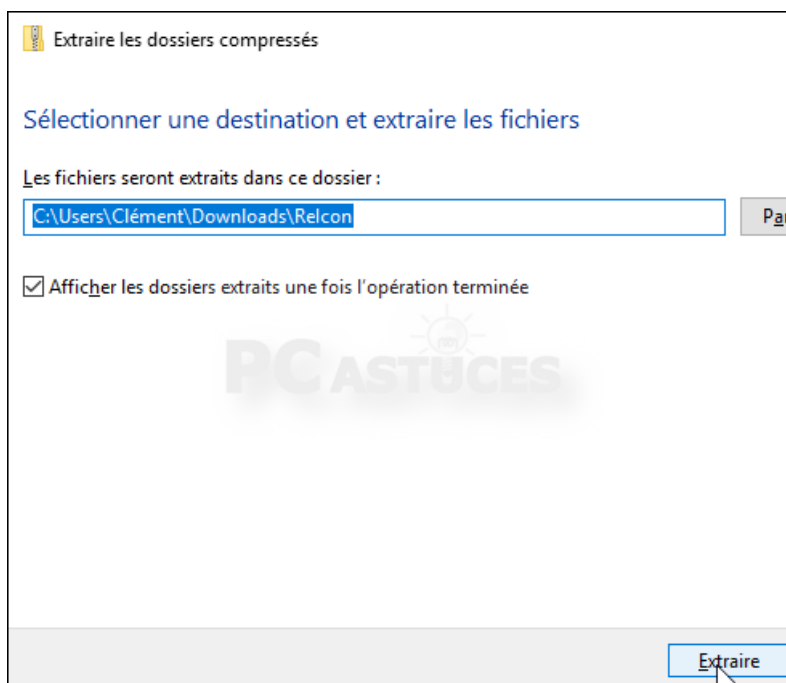 Extraire les dossiers compressés
Sélectionner une destination et extraire les fichiers
Les fichiers seront extraits dans ce dossier :
C:\Users\Clément\Downloads\Relcon
Afficher les dossiers extraits une fois l'opération terminée
PC ASTUCES
Extraire